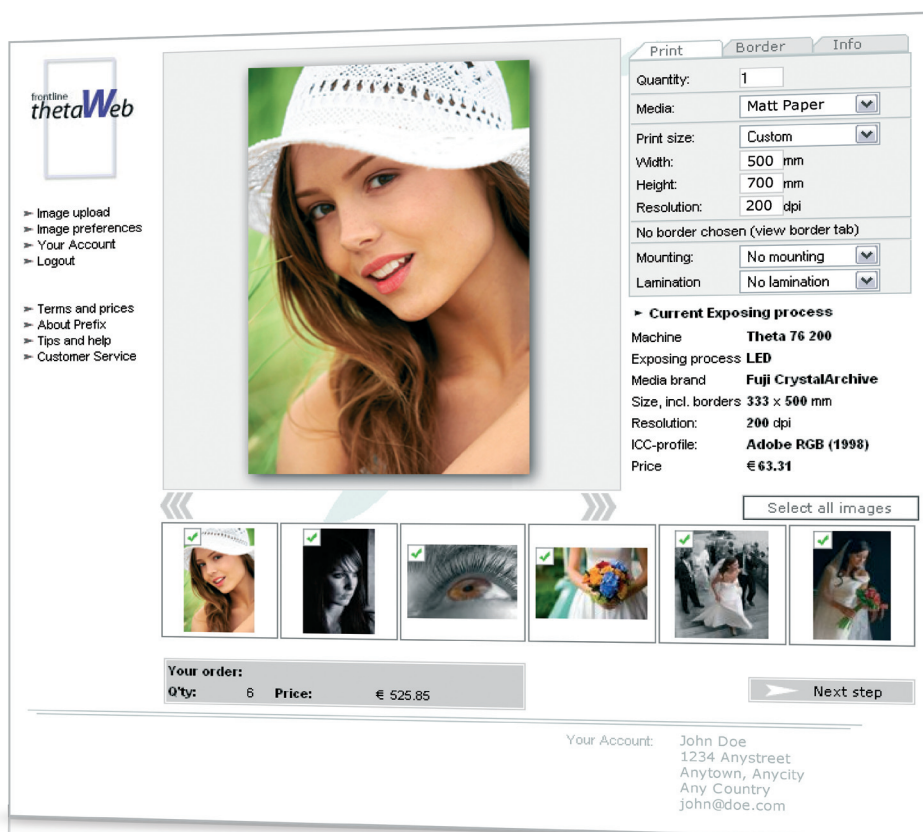 frontline
thetaWeb
► Image upload
► Image preferences
► Your Account
► Logout
► Terms and prices
► About Prefix
► Tips and help
► Customer Service
Print Border Info
Quantity: 1
Media: Matt Paper
Print size: Custom
Width: 500 mm
Height: 700 mm
Resolution: 200 dpi
No border chosen (view border tab)
Mounting: No mounting
Lamination No lamination
► Current Exposing process
Machine Theta 76 200
Exposing process LED
Media brand Fuji CrystalArchive
Size, incl. borders 333 x 500 mm
Resolution: 200 dpi
ICC-profile: Adobe RGB (1998)
Price € 63.31
Select all images
Your order:
Q'ty: 6 Price: € 525.85
Next step
Your Account: John Doe
1234 Anystreet
Anytown, Anycity
Any Country
john@doe.com